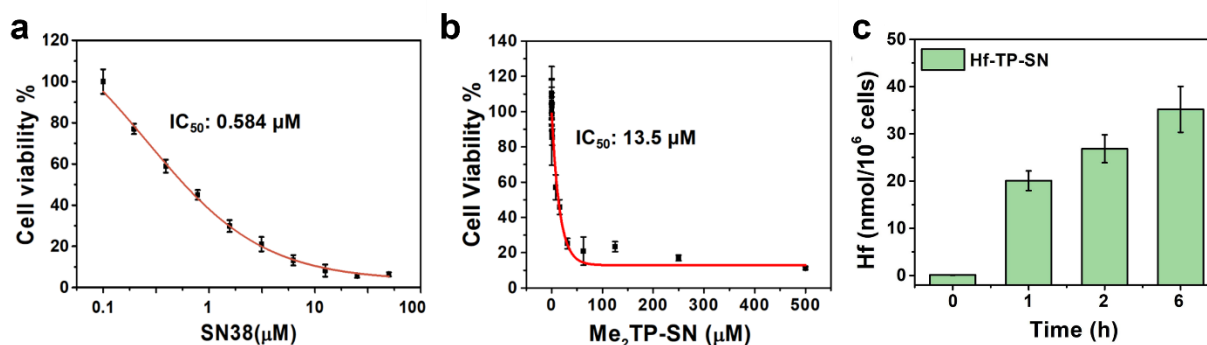 a
Cell viability %
120
100
80
60
40
20
0
IC₅₀: 0.584 μM
0.1
1
10
100
SN38(μM)
b
Cell Viability %
140
120
100
80
60
40
20
0
IC₅₀: 13.5 μM
0
100
200
300
400
500
Me₂TP-SN (μM)
c
Hf (nmol/10⁶ cells)
50
40
30
20
10
0
Hf-TP-SN
0
1
2
6
Time (h)